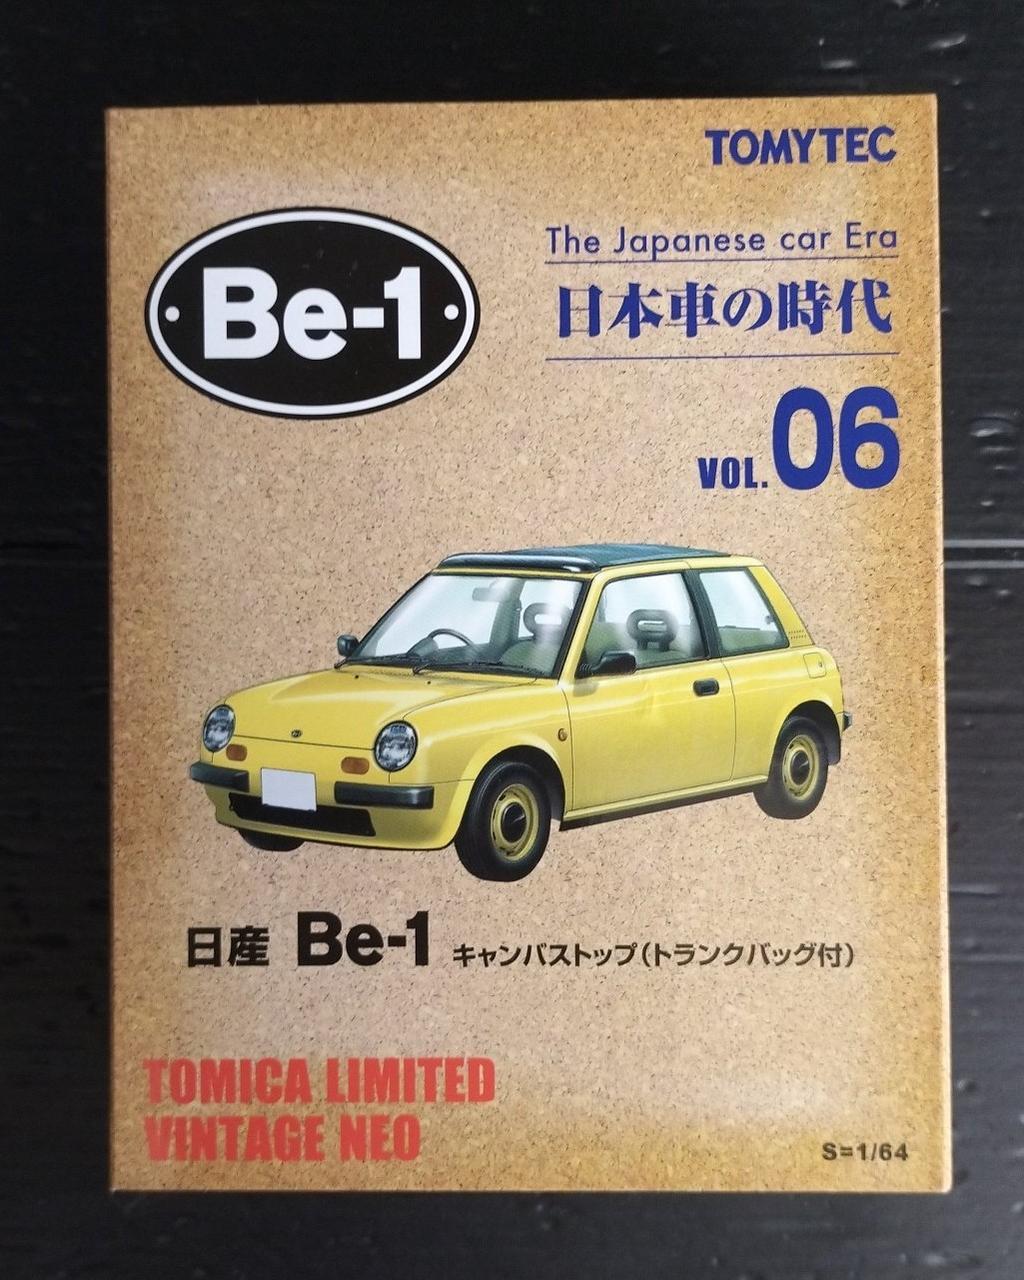 TOMYTEC
Be-1
The Japanese car Era
日本車の時代
VOL.06
日産 Be-1 キャンバストップ(トランクバッグ付)
TOMICA LIMITED
VINTAGE NEO
S=1/64